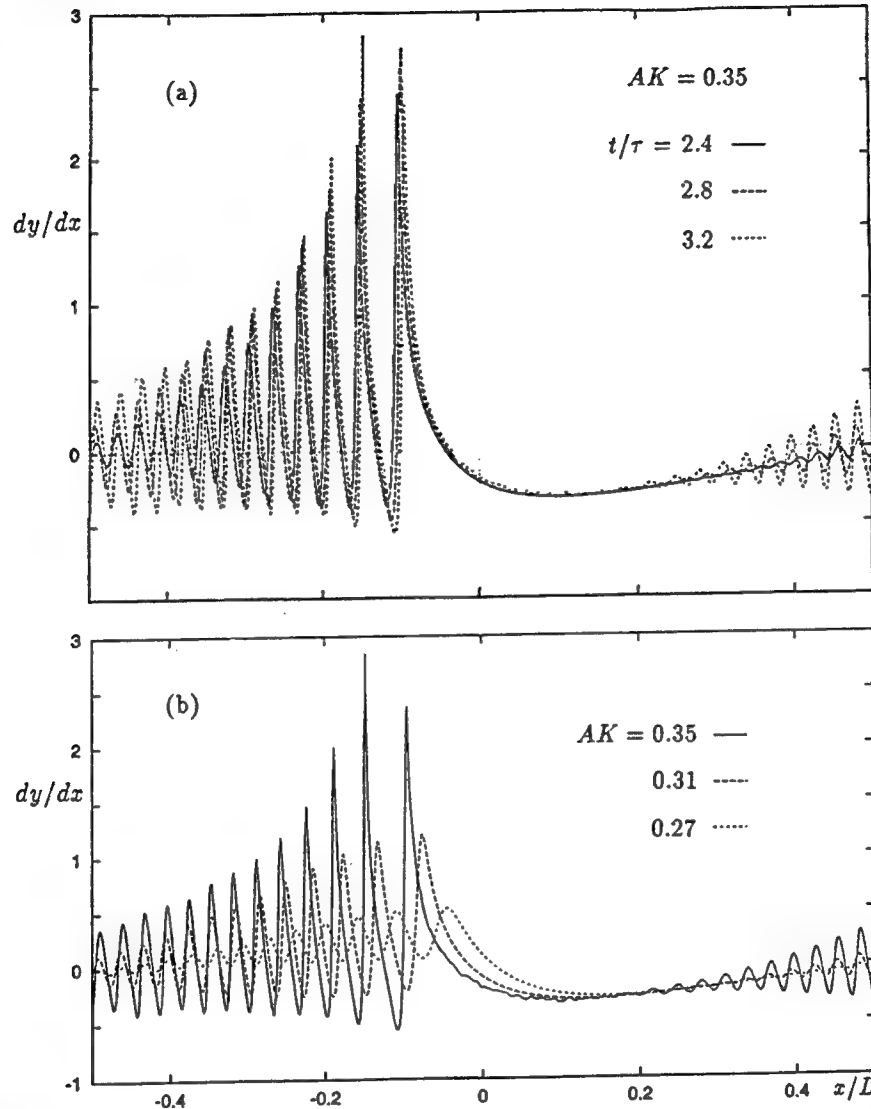 3
(a)
AK = 0.35
t/τ = 2.4
2
2.8
dy/dx
3.2
1
0
3
(b)
AK = 0.35
2
0.31
dy/dx
0.27
1
0
-1
-0.4
-0.2
0
0.2
0.4
x/L